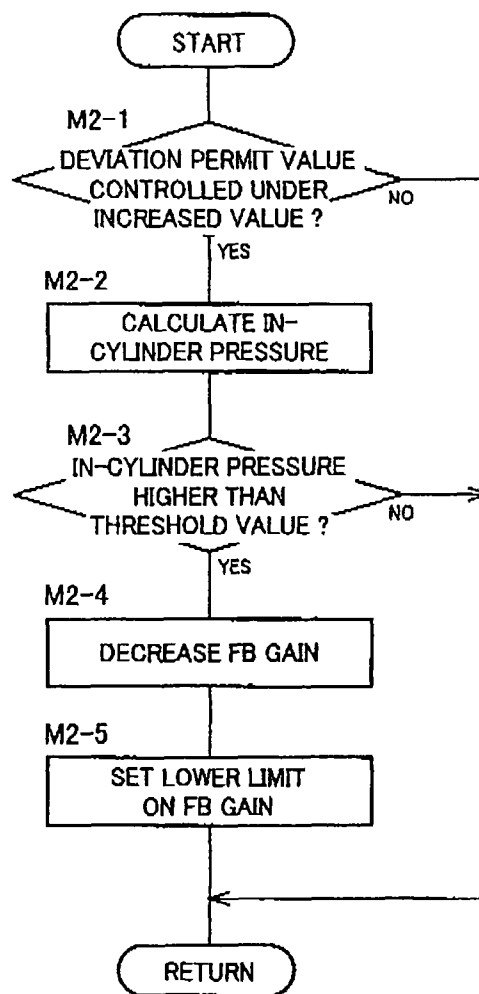 START
M2-1
DEVIATION PERMIT VALUE
CONTROLLED UNDER
INCREASED VALUE ?
NO
YES
M2-2
CALCULATE IN-
CYLINDER PRESSURE
M2-3
IN-CYLINDER PRESSURE
HIGHER THAN
THRESHOLD VALUE ?
NO
YES
M2-4
DECREASE FB GAIN
M2-5
SET LOWER LIMIT
ON FB GAIN
RETURN